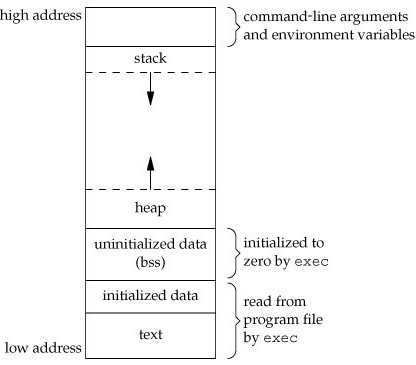 high address
command-line arguments
and environment variables
stack
heap
uninitialized data
(bss)
initialized to
zero by exec
initialized data
read from
program file
by exec
text
low address